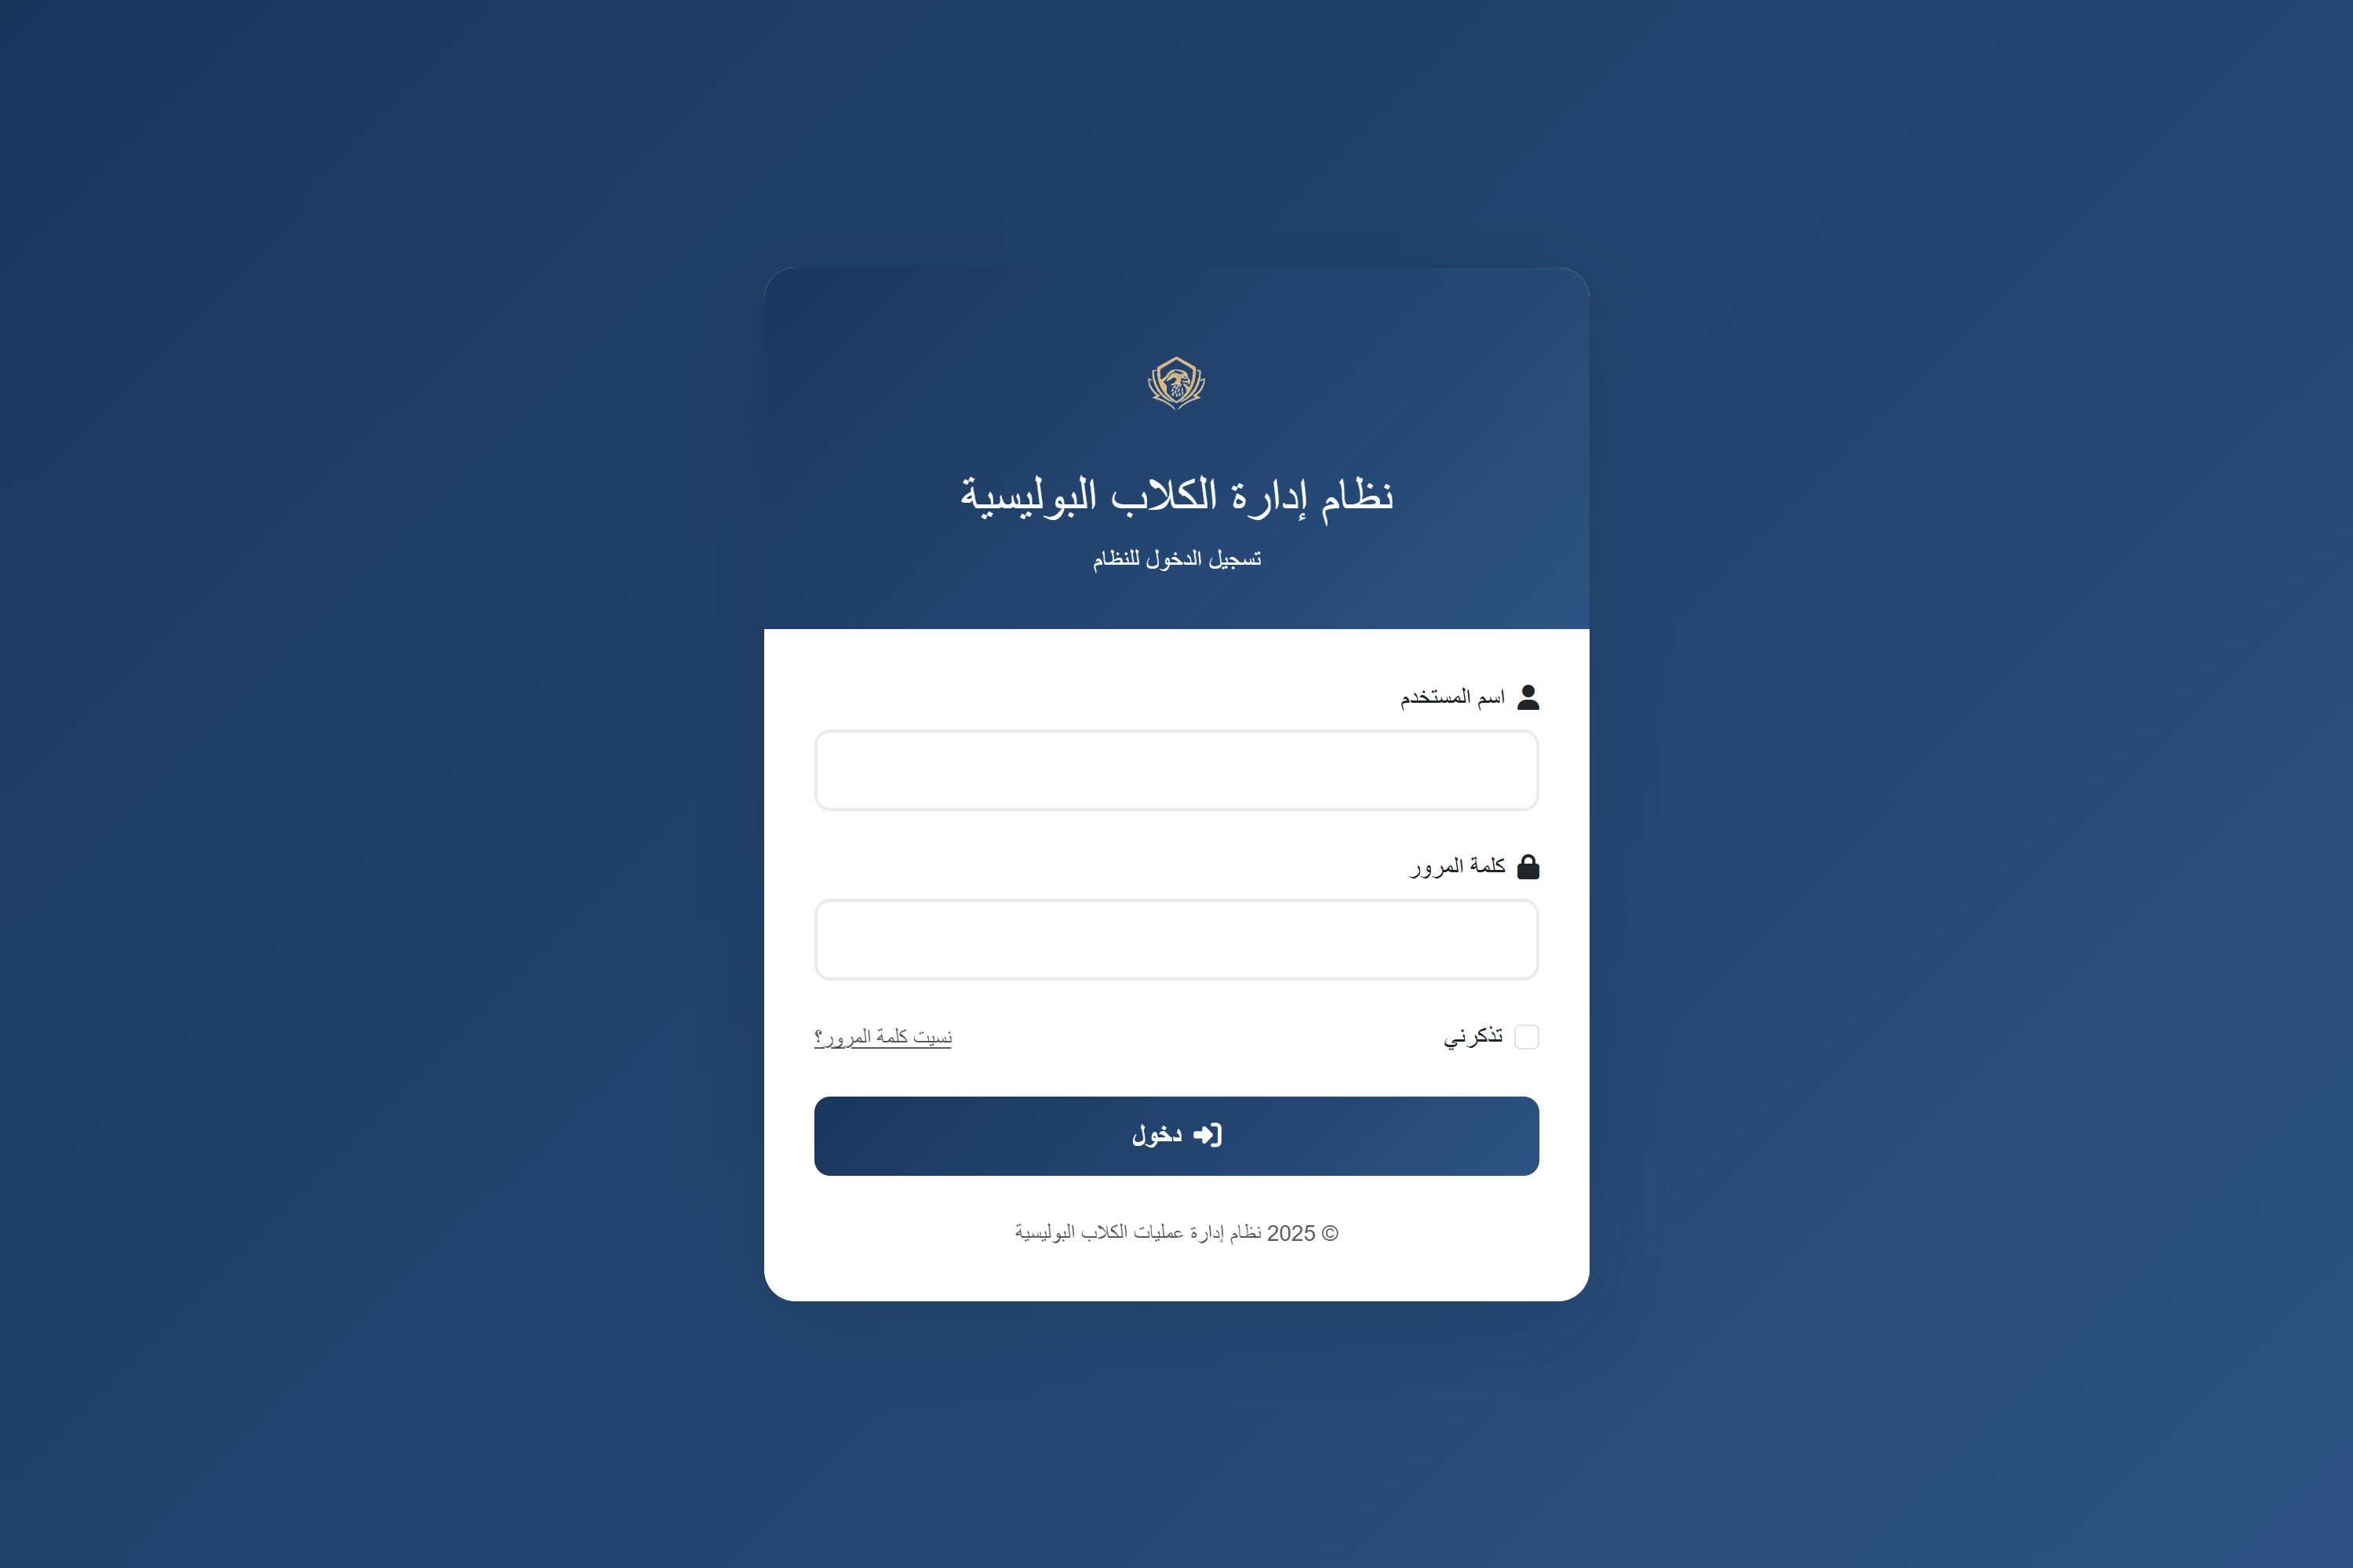 نظام إدارة الكلاب البوليسية
تسجيل الدخول للنظام
اسم المستخدم
كلمة المرور
تذكرني
نسيت كلمة المرور؟
دخول
© 2025 نظام إدارة عمليات الكلاب البوليسية